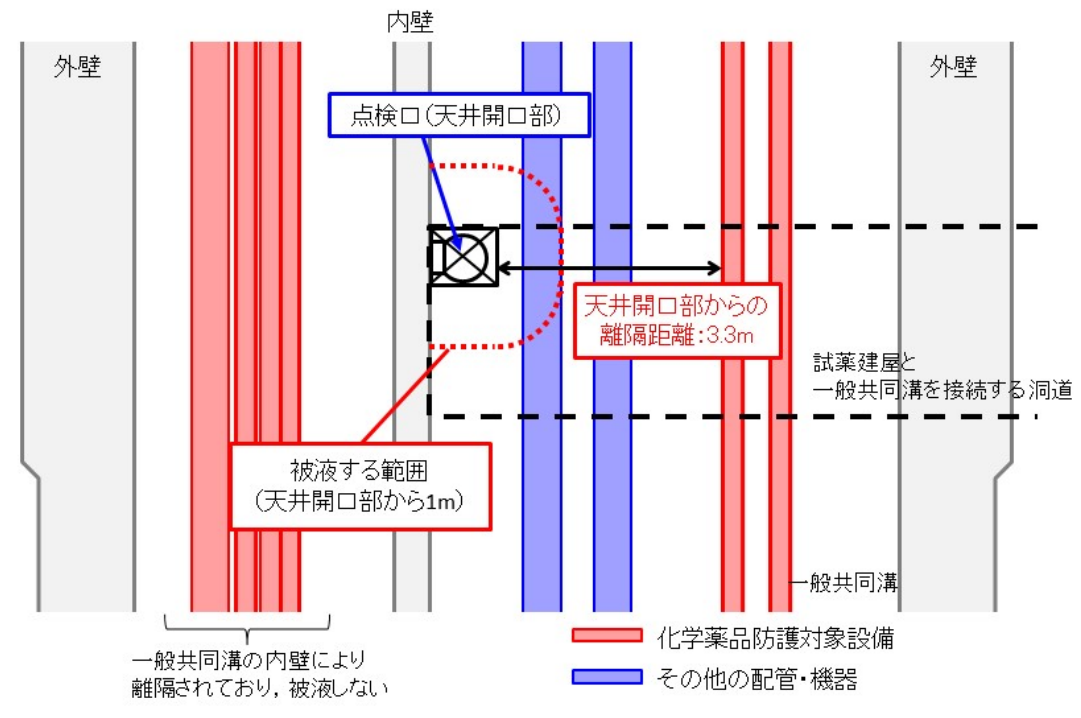 内壁
外壁
外壁
点検口(天井開口部)
天井開口部からの
離隔距離:3.3m
試薬建屋と
一般共同溝を接続する洞道
被液する範囲
(天井開口部から1m)
一般共同溝
一般共同溝の内壁により
離隔されており,被液しない
化学薬品防護対象設備
その他の配管・機器